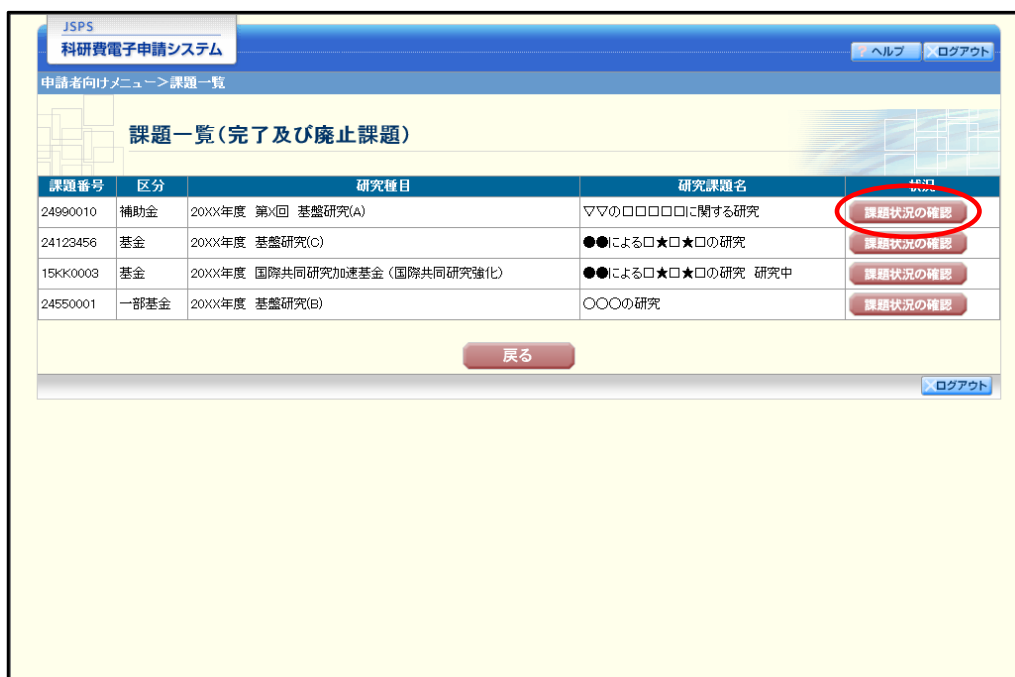 JSPS
科研費電子申請システム
? ヘルプ ×ログアウト
申請者向けメニュー>課題一覧
課題一覧(完了及び廃止課題)
課題番号 区分 研究種目 研究課題名 状況
24990010 補助金 20XX年度 第X回 基盤研究(A) ▽▽の□□□□□に関する研究 課題状況の確認
24123456 基金 20XX年度 基盤研究(C) ●●による□★□★□の研究 課題状況の確認
15KK0003 基金 20XX年度 国際共同研究加速基金(国際共同研究強化) ●●による□★□★□の研究 研究中 課題状況の確認
24550001 一部基金 20XX年度 基盤研究(B) ○○○の研究 課題状況の確認
戻る
×ログアウト